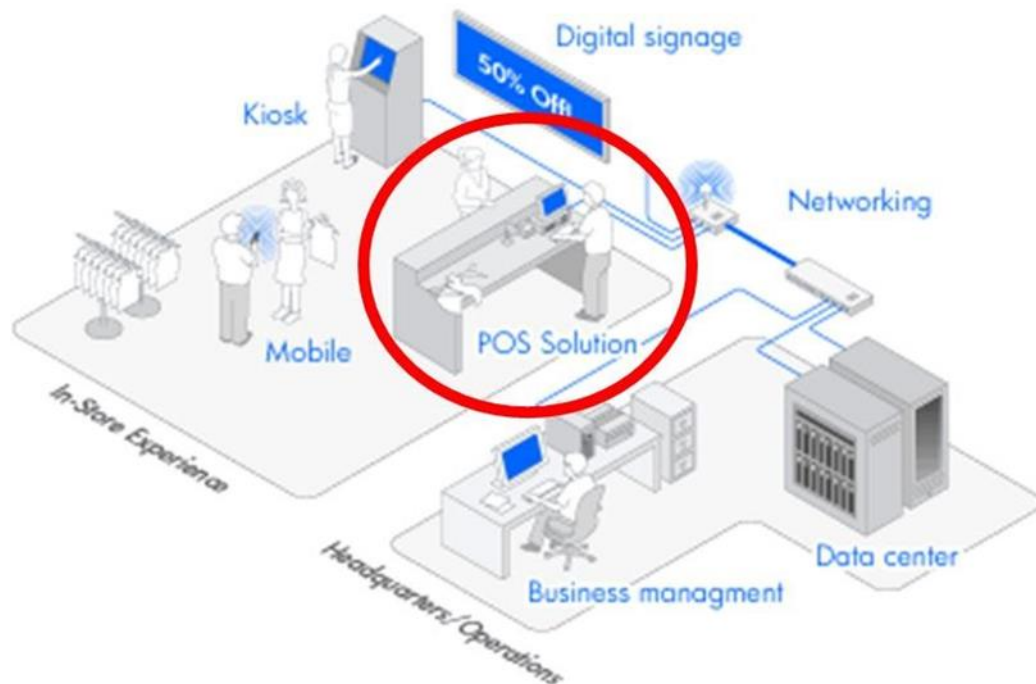 Digital signage
50% Off!
Kiosk
Networking
Mobile
POS Solution
In-Store Experience
Data center
Business managment
Headquarters/Operations